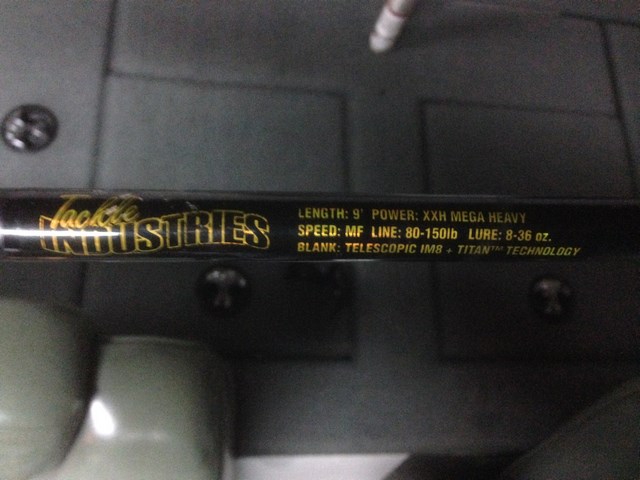 Tackle
INDUSTRIES
LENGTH: 9' POWER: XXH MEGA HEAVY
SPEED: MF LINE: 80-150lb LURE: 8-36 oz.
BLANK: TELESCOPIC IM8 + TITAN™ TECHNOLOGY